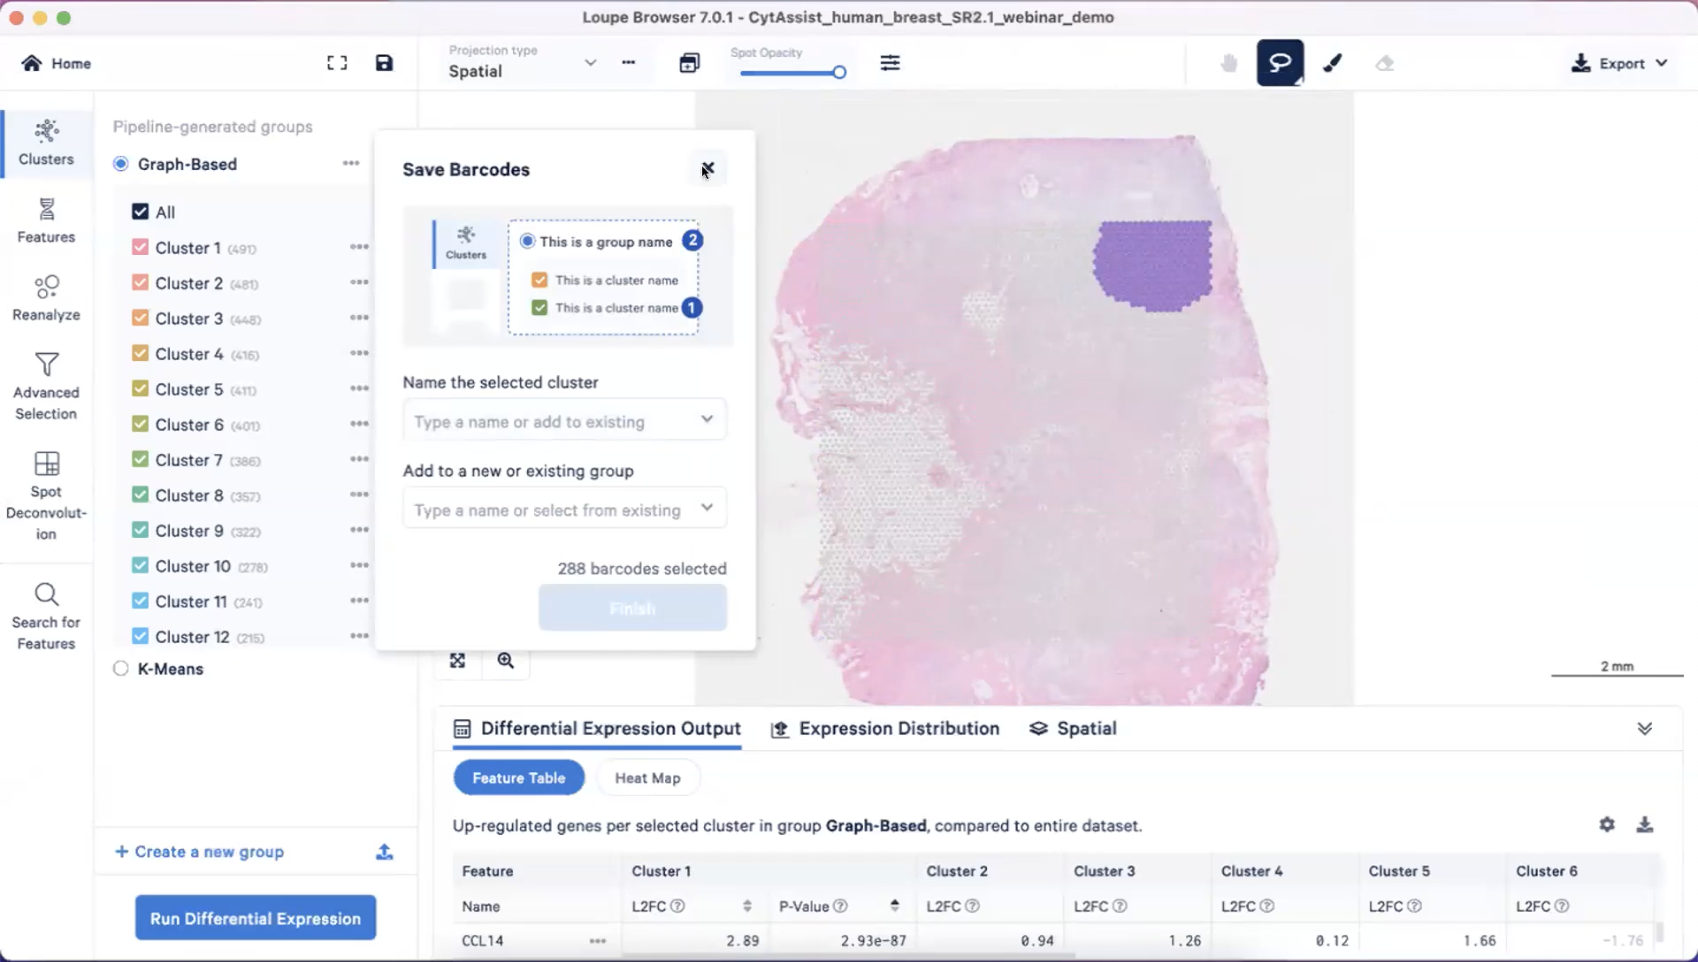 Loupe Browser 7.0.1 - CytAssist_human_breast_SR2.1_webinar_demo
Home
Projection type
Spatial
Spot Opacity
Export
Clusters
Features
Reanalyze
Advanced
Selection
Spot
Deconvolut-
ion
Search for
Features
Pipeline-generated groups
Graph-Based
All
Cluster 1 (491)
Cluster 2 (481)
Cluster 3 (448)
Cluster 4 (416)
Cluster 5 (411)
Cluster 6 (401)
Cluster 7 (386)
Cluster 8 (357)
Cluster 9 (322)
Cluster 10 (278)
Cluster 11 (241)
Cluster 12 (215)
K-Means
+ Create a new group
Run Differential Expression
Save Barcodes
Clusters
This is a group name 2
This is a cluster name
This is a cluster name 1
Name the selected cluster
Type a name or add to existing
Add to a new or existing group
Type a name or select from existing
288 barcodes selected
Finish
2 mm
Differential Expression Output Expression Distribution Spatial
Feature Table Heat Map
Up-regulated genes per selected cluster in group Graph-Based, compared to entire dataset.
Feature Cluster 1 Cluster 2 Cluster 3 Cluster 4 Cluster 5 Cluster 6
Name L2FC ? P-Value ? L2FC ? L2FC ? L2FC ? L2FC ? L2FC ?
CCL14 2.89 2.93e-87 0.94 1.26 0.12 1.66 -1.76